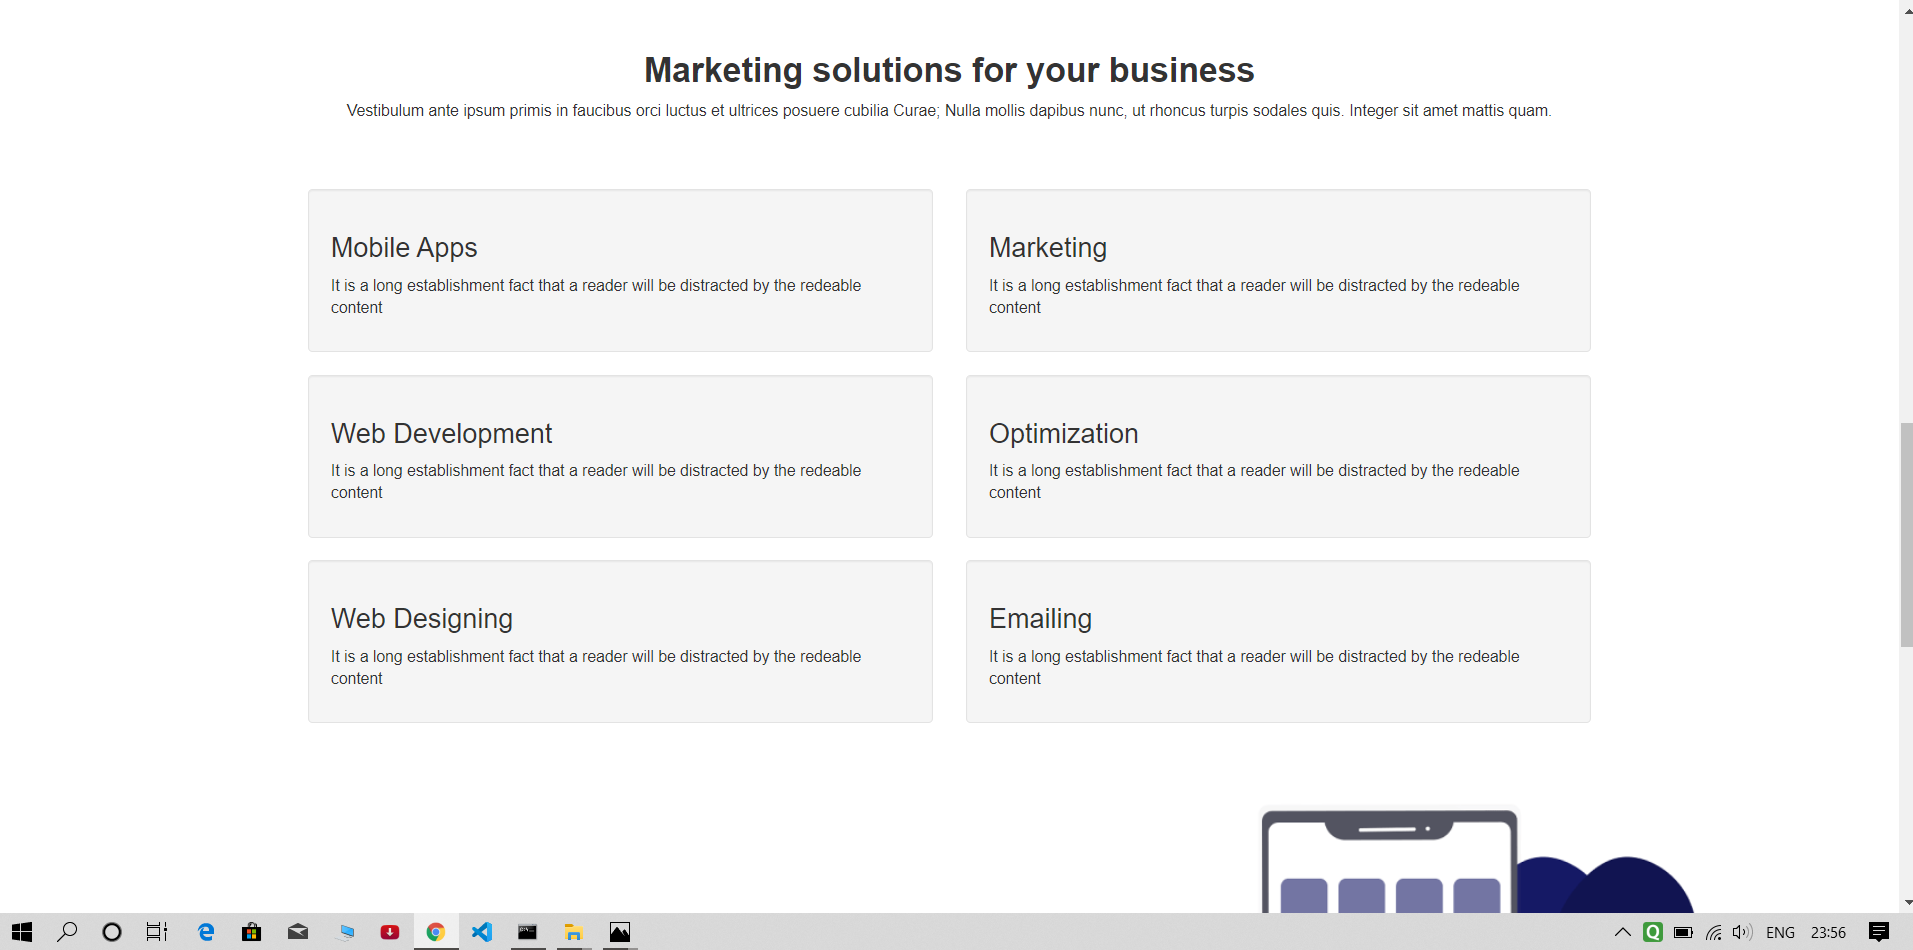 Marketing solutions for your business
Vestibulum ante ipsum primis in faucibus orci luctus et ultrices posuere cubilia Curae; Nulla mollis dapibus nunc, ut rhoncus turpis sodales quis. Integer sit amet mattis quam.
Mobile Apps
It is a long establishment fact that a reader will be distracted by the redeable
content
Marketing
It is a long establishment fact that a reader will be distracted by the redeable
content
Web Development
It is a long establishment fact that a reader will be distracted by the redeable
content
Optimization
It is a long establishment fact that a reader will be distracted by the redeable
content
Web Designing
It is a long establishment fact that a reader will be distracted by the redeable
content
Emailing
It is a long establishment fact that a reader will be distracted by the redeable
content
ENG 23:56